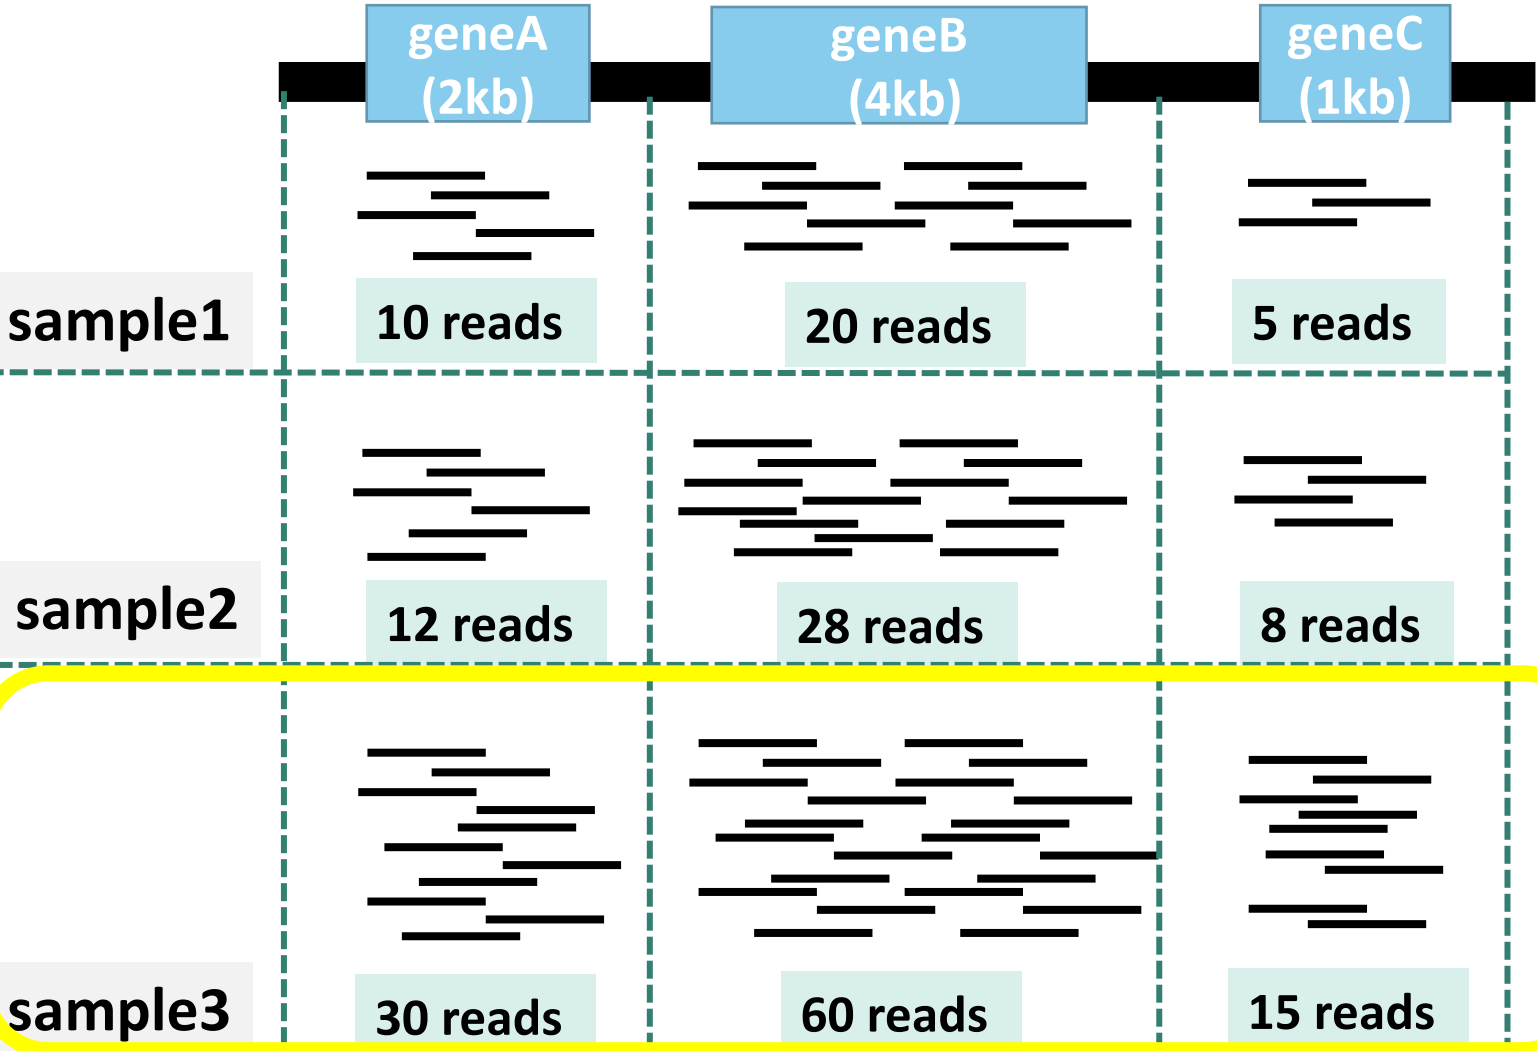 geneA
(2kb)
geneB
(4kb)
geneC
(1kb)
sample1
10 reads
20 reads
5 reads
sample2
12 reads
28 reads
8 reads
sample3
30 reads
60 reads
15 reads